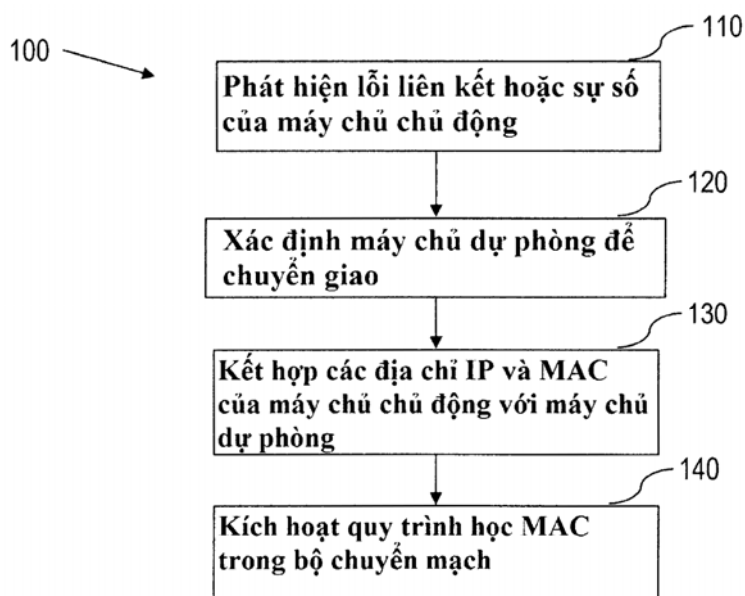 100
110
Phát hiện lỗi liên kết hoặc sự số
của máy chủ chủ động
120
Xác định máy chủ dự phòng để
chuyển giao
130
Kết hợp các địa chỉ IP và MAC
của máy chủ chủ động với máy chủ
dự phòng
140
Kích hoạt quy trình học MAC
trong bộ chuyển mạch